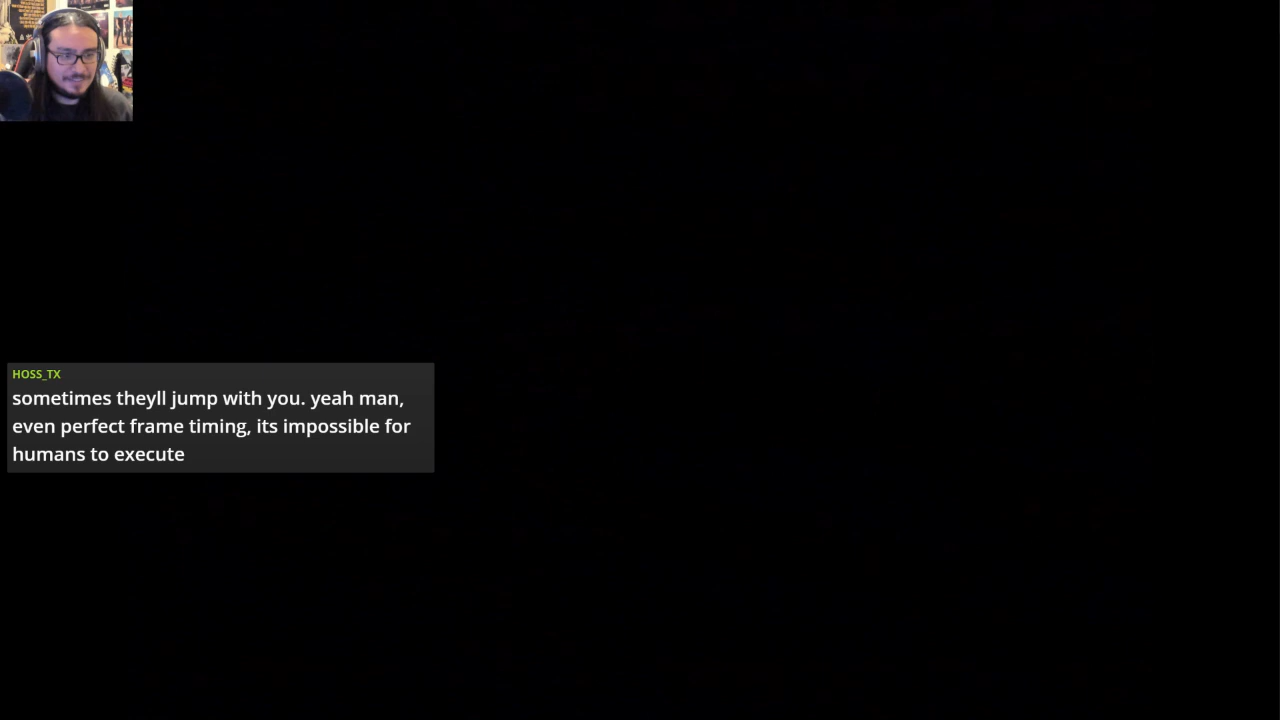 HOSS_TX
sometimes theyll jump with you. yeah man,
even perfect frame timing, its impossible for
humans to execute